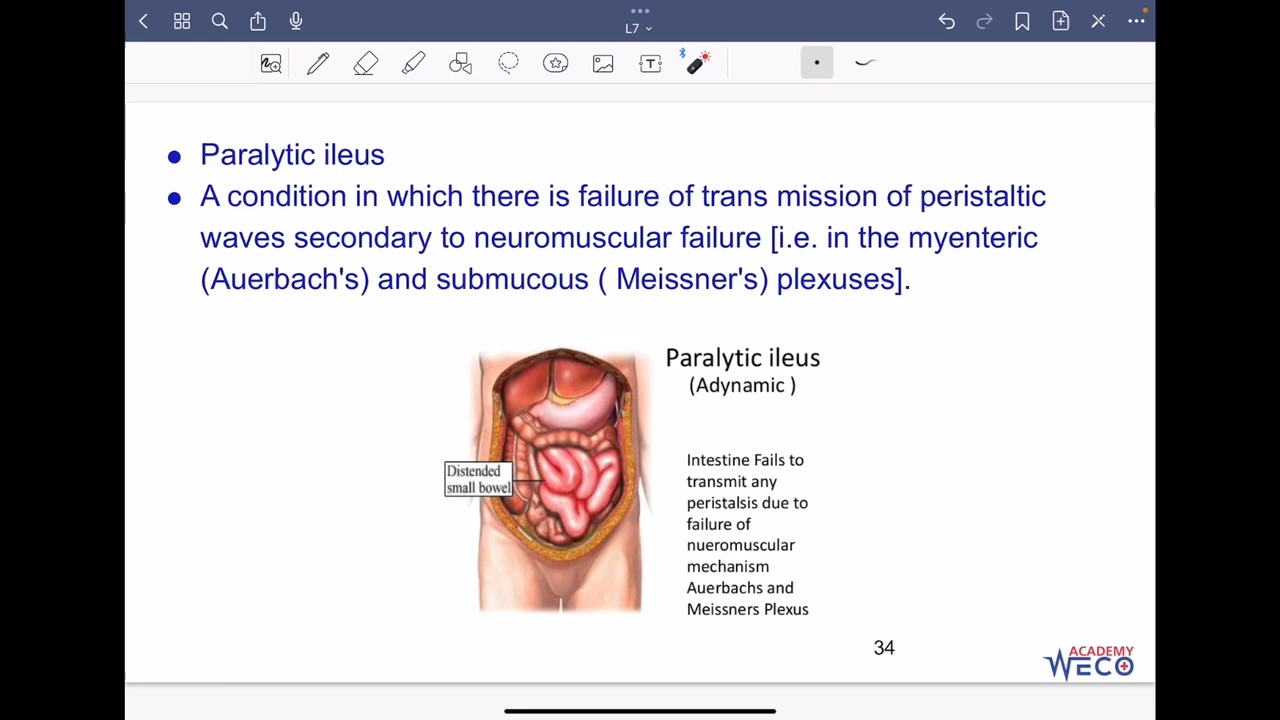 L7
T
Paralytic ileus
A condition in which there is failure of trans mission of peristaltic
waves secondary to neuromuscular failure [i.e. in the myenteric
(Auerbach's) and submucous ( Meissner's) plexuses].
Paralytic ileus
(Adynamic )
Distended
small bowel
Intestine Fails to
transmit any
peristalsis due to
failure of
nueromuscular
mechanism
Auerbachs and
Meissners Plexus
34
ACADEMY
WECO